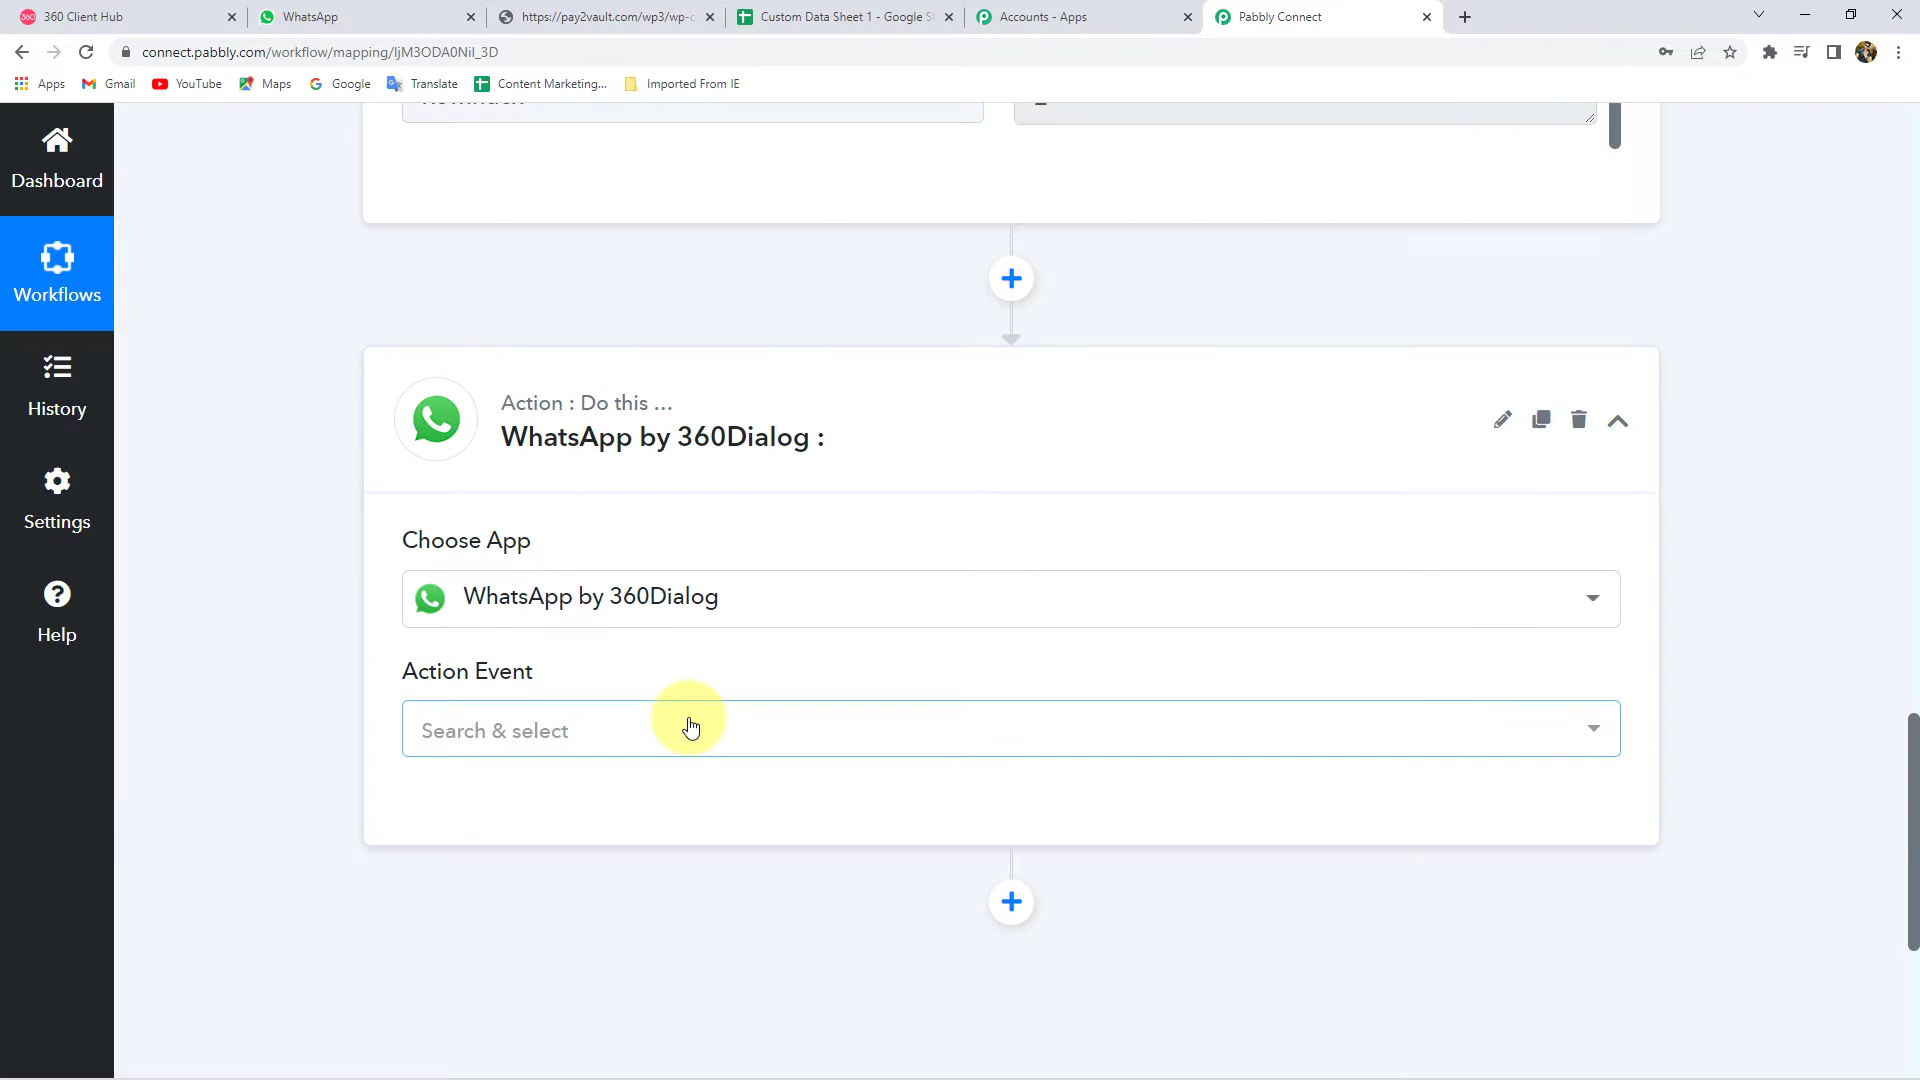 360 Client Hub
WhatsApp
https://pay2vault.com/wp3/wp-c
Custom Data Sheet 1 - Google S
Accounts - Apps
Pabbly Connect
connect.pabbly.com/workflow/mapping/IjM3ODA0NiI_3D
Apps
Gmail
YouTube
Maps
Google
Translate
Content Marketing...
Imported From IE
Dashboard
Workflows
History
Settings
Help
Action : Do this ...
WhatsApp by 360Dialog :
Choose App
WhatsApp by 360Dialog
Action Event
Search & select